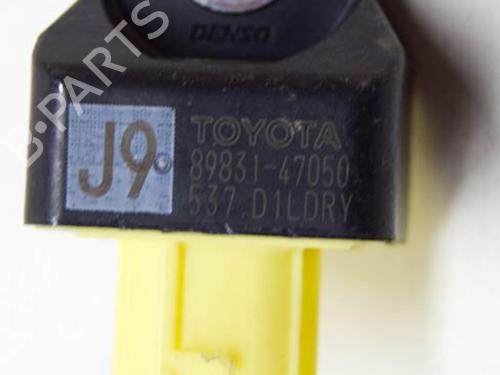 DENSO
J9
TOYOTA
89831-47050
537 D1LDRY
B-PARTS